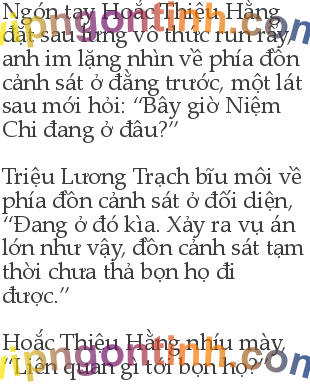 Ngón tay Hoắc Thiệu Hằng
đặt sau lưng vô thức run rẩy,
anh im lặng nhìn về phía đồn
cảnh sát ở đằng trước, một lát
sau mới hỏi: “Bây giờ Niệm
Chi đang ở đâu?”

Triệu Lương Trạch bĩu môi về
phía đồn cảnh sát ở đối diện,
“Đang ở đó kìa. Xảy ra vụ án
lớn như vậy, đồn cảnh sát tạm
thời chưa thả bọn họ đi
được.”

Hoắc Thiệu Hằng nhíu mày,
“Liên quan gì tới bọn họ?”
vipngontinh.com
vipngontinh.com